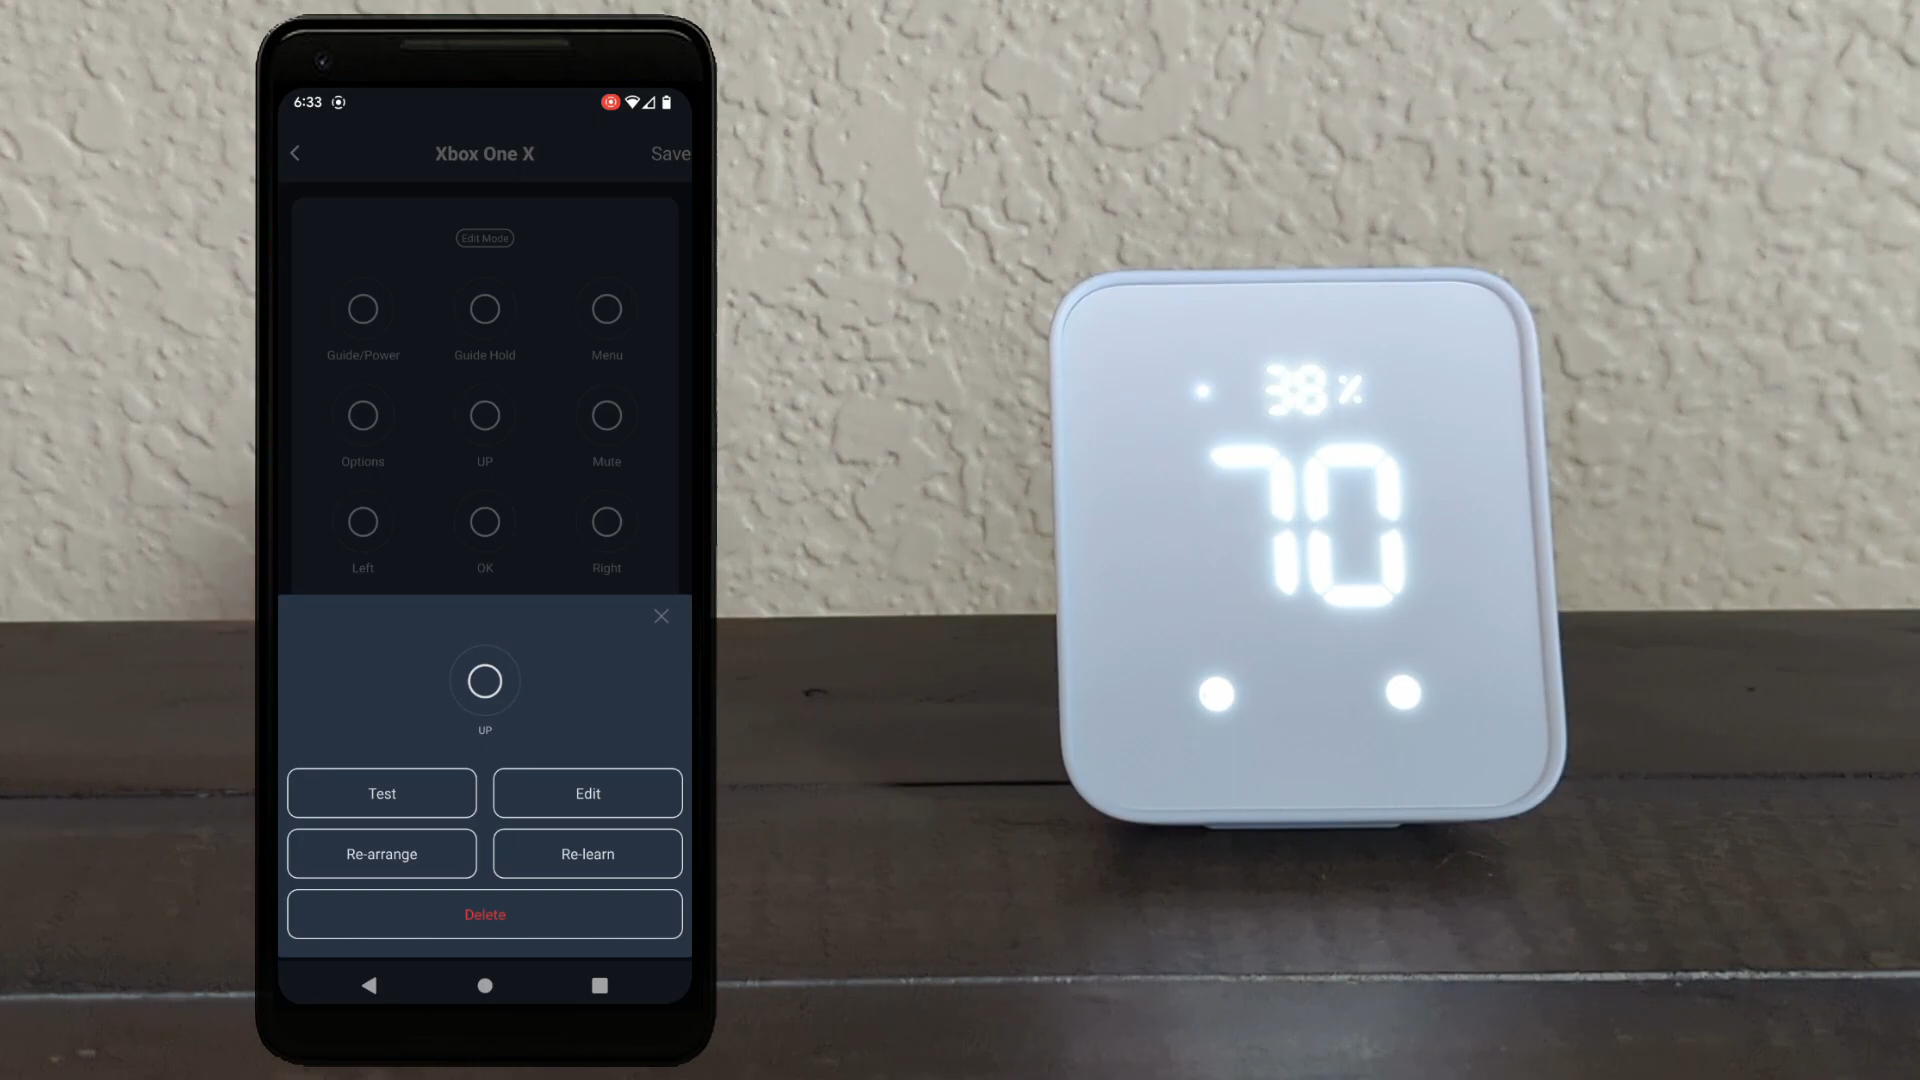 6:33
Xbox One X
Save
Edit Mode
Guide/Power
Guide Hold
Menu
Options
UP
Mute
Left
OK
Right
UP
Test
Edit
Re-arrange
Re-learn
Delete
38%
70